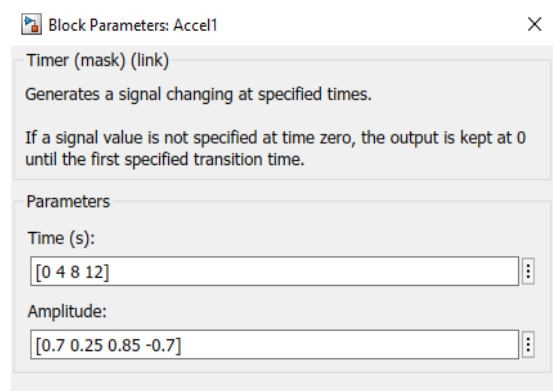 Block Parameters: Accel1
Timer (mask) (link)
Generates a signal changing at specified times.
If a signal value is not specified at time zero, the output is kept at 0
until the first specified transition time.
Parameters
Time (s):
[0 4 8 12]
Amplitude:
[0.7 0.25 0.85 -0.7]